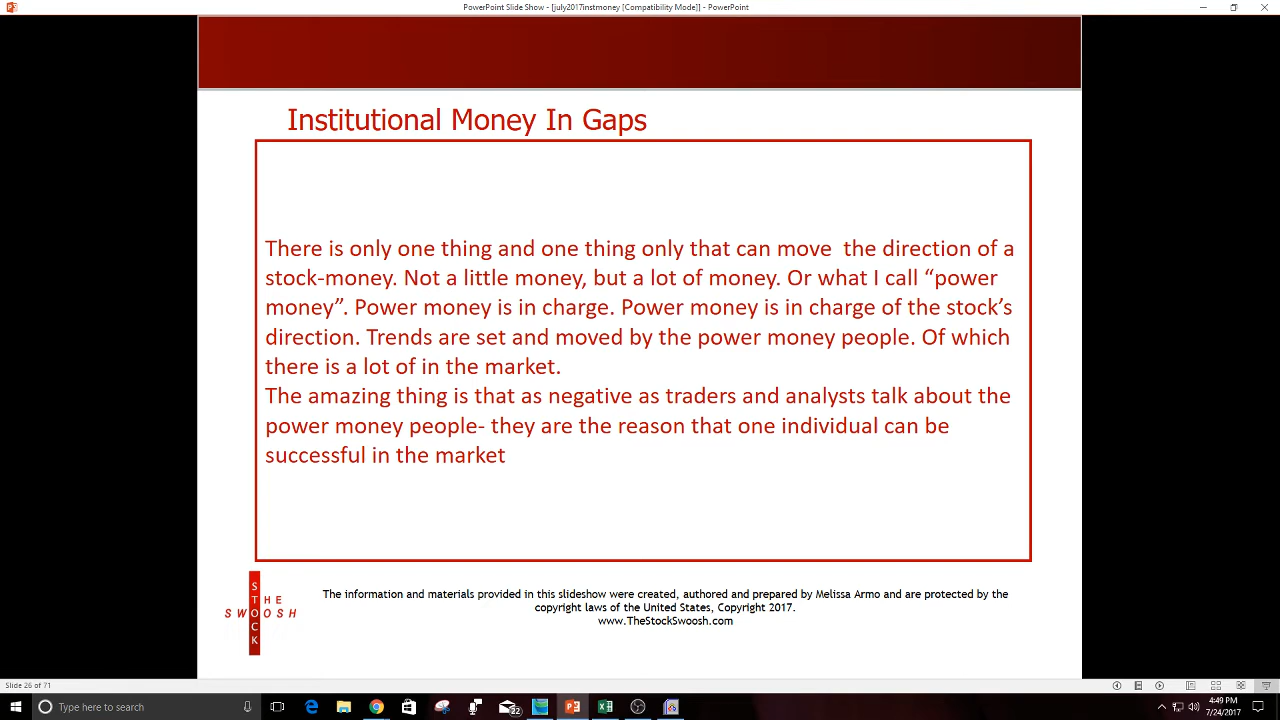 PowerPoint Slide Show - [july2017instmoney [Compatibility Mode]] - PowerPoint
Institutional Money In Gaps
There is only one thing and one thing only that can move  the direction of a
stock-money. Not a little money, but a lot of money. Or what I call “power
money”. Power money is in charge. Power money is in charge of the stock’s
direction. Trends are set and moved by the power money people. Of which
there is a lot of in the market.
The amazing thing is that as negative as traders and analysts talk about the
power money people- they are the reason that one individual can be
successful in the market
STOCK
THE
SWOOSH
The information and materials provided in this slideshow were created, authored and prepared by Melissa Armo and are protected by the
copyright laws of the United States, Copyright 2017.
www.TheStockSwoosh.com
Slide 26 of 71
Type here to search
22
4:49 PM
7/24/2017